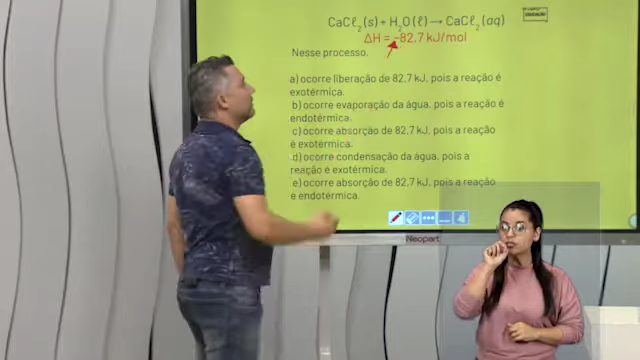 CaCℓ₂(s) + H₂O(ℓ) → CaCℓ₂(aq)
ΔH = -82,7 kJ/mol
Nesse processo,
a) ocorre liberação de 82,7 kJ, pois a reação é
exotérmica.
b) ocorre evaporação da água, pois a reação é
endotérmica.
c) ocorre absorção de 82,7 kJ, pois a reação
é exotérmica.
d) ocorre condensação da água, pois a
reação é exotérmica.
e) ocorre absorção de 82,7 kJ, pois a reação
é endotérmica.
Neopart